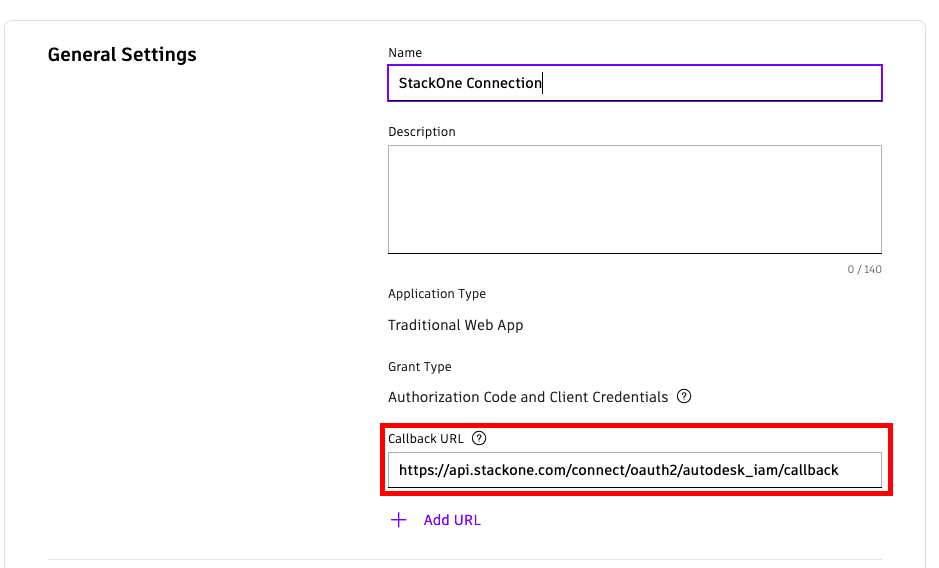 General Settings
Name
StackOne Connection
Description
0 / 140
Application Type
Traditional Web App
Grant Type
Authorization Code and Client Credentials
Callback URL
https://api.stackone.com/connect/oauth2/autodesk_iam/callback
Add URL